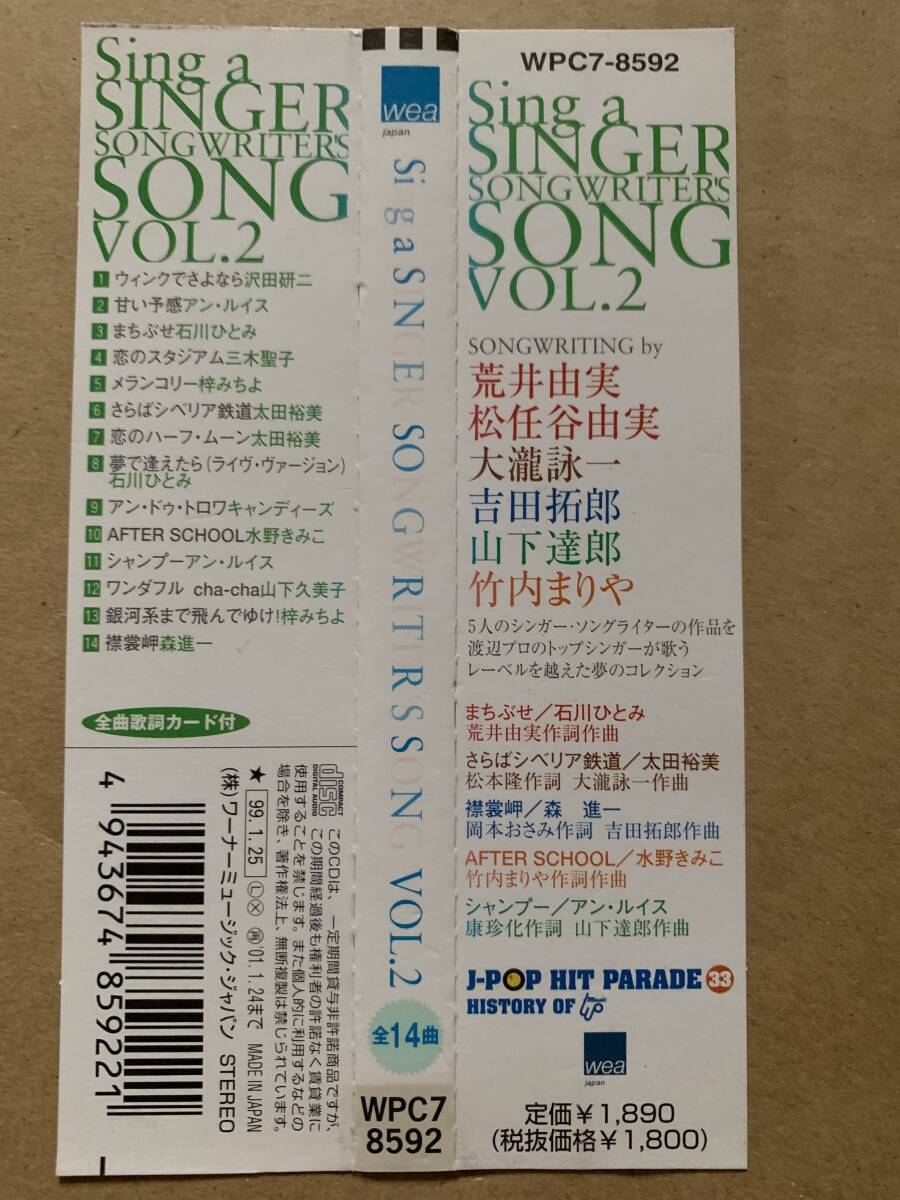 Sing a
SINGER
SONGWRITER'S
SONG
VOL.2
1 ウィンクでさよなら沢田研二
2 甘い予感アン・ルイス
3 まちぶせ石川ひとみ
4 恋のスタジアム三木聖子
5 メランコリー梓みちよ
6 さらばシベリア鉄道太田裕美
7 恋のハーフ・ムーン太田裕美
8 夢で逢えたら(ライヴ・ヴァージョン)
石川ひとみ
9 アン・ドゥ・トロワキャンディーズ
10 AFTER SCHOOL水野きみこ
11 シャンプーアン・ルイス
12 ワンダフル cha-cha山下久美子
13 銀河系まで飛んでゆけ!梓みちよ
14 襟裳岬森進一
全曲歌詞カード付
COMPACT
disc
DIGITAL AUDIO
このCDは、一定期間貸与非許諾商品ですが、
この期間経過後も権利者の許諾なく賃貸業に
使用することを禁じます。また個人的に利用するなどの
場合を除き、著作権法上、無断複製は禁じられています。
★ 99.1.25 Ⓛ Ⓧ ㊄'01.1.24まで MADE IN JAPAN
(株)ワーナーミュージック・ジャパン STEREO
4 943674 859221
wea
japan
Si g a S NGER SONGWRIT RS SONG VOL.2
全14曲
WPC7
8592
WPC7-8592
Sing a
SINGER
SONGWRITER'S
SONG
VOL.2
SONGWRITING by
荒井由実
松任谷由実
大瀧詠一
吉田拓郎
山下達郎
竹内まりや
5人のシンガー・ソングライターの作品を
渡辺プロのトップシンガーが歌う
レーベルを越えた夢のコレクション
まちぶせ/石川ひとみ
荒井由実作詞作曲
さらばシベリア鉄道/太田裕美
松本隆作詞 大瀧詠一作曲
襟裳岬/森 進一
岡本おさみ作詞 吉田拓郎作曲
AFTER SCHOOL/水野きみこ
竹内まりや作詞作曲
シャンプー/アン・ルイス
康珍化作詞 山下達郎作曲
J-POP HIT PARADE 33
HISTORY OF
wea
japan
定価¥1,890
(税抜価格¥1,800)